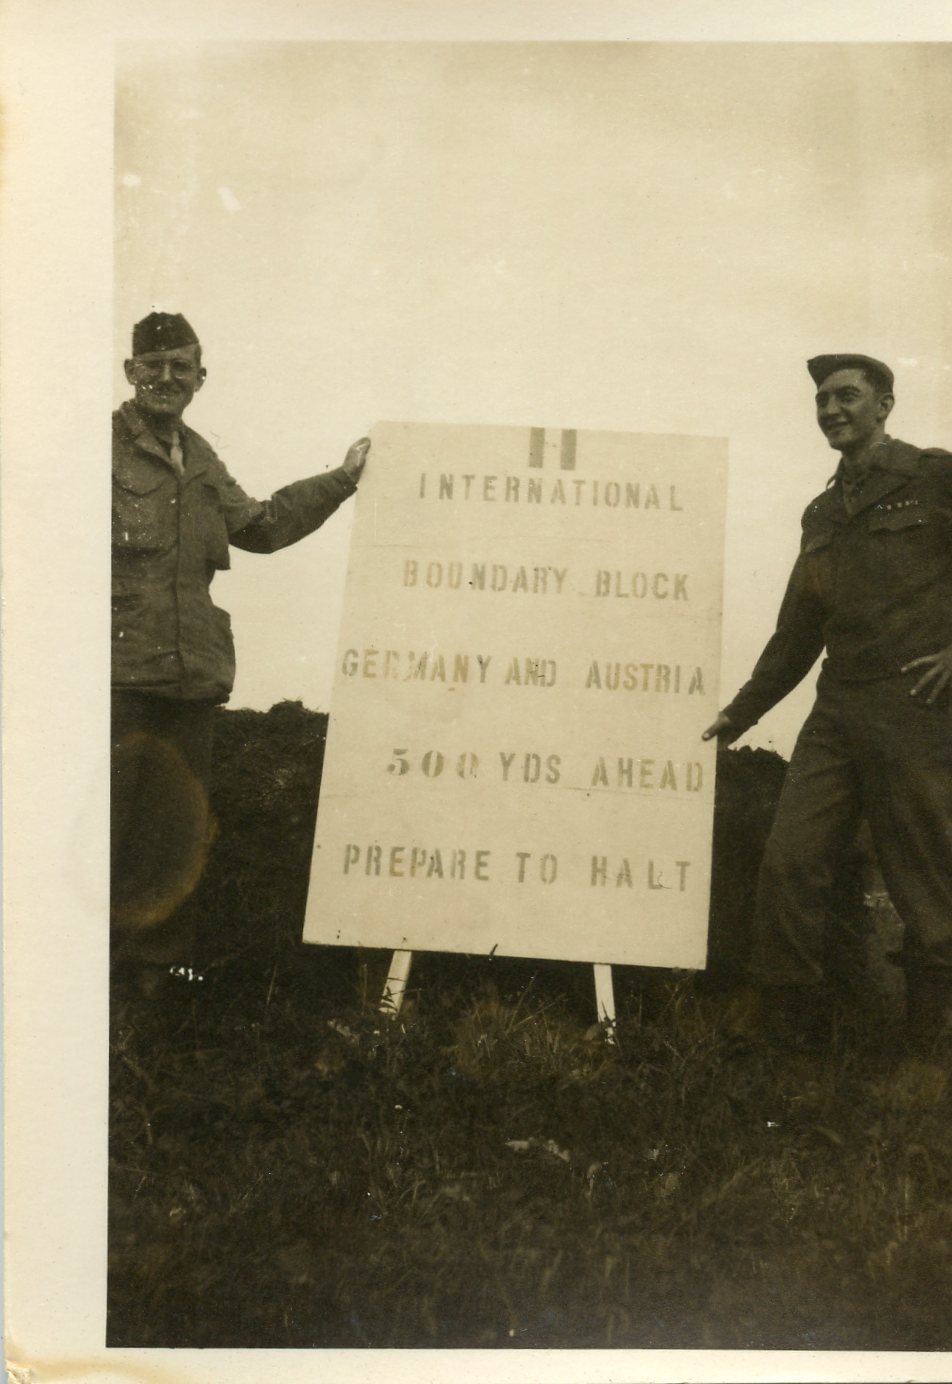 INTERNATIONAL
BOUNDARY BLOCK
GERMANY AND AUSTRIA
500 YDS AHEAD
PREPARE TO HALT